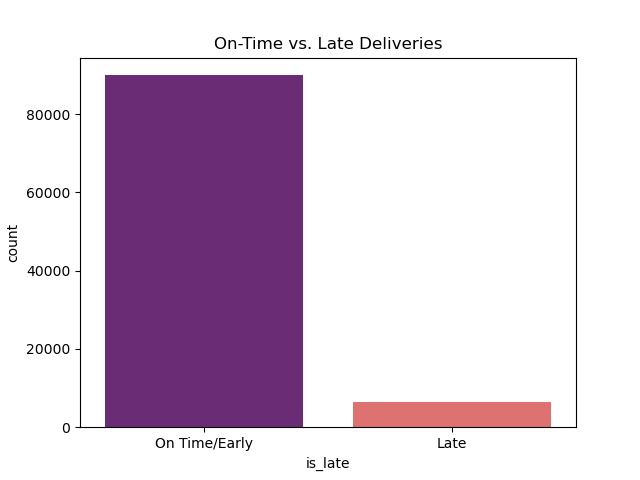 On-Time vs. Late Deliveries
80000
60000
40000
20000
0
count
On Time/Early
Late
is_late